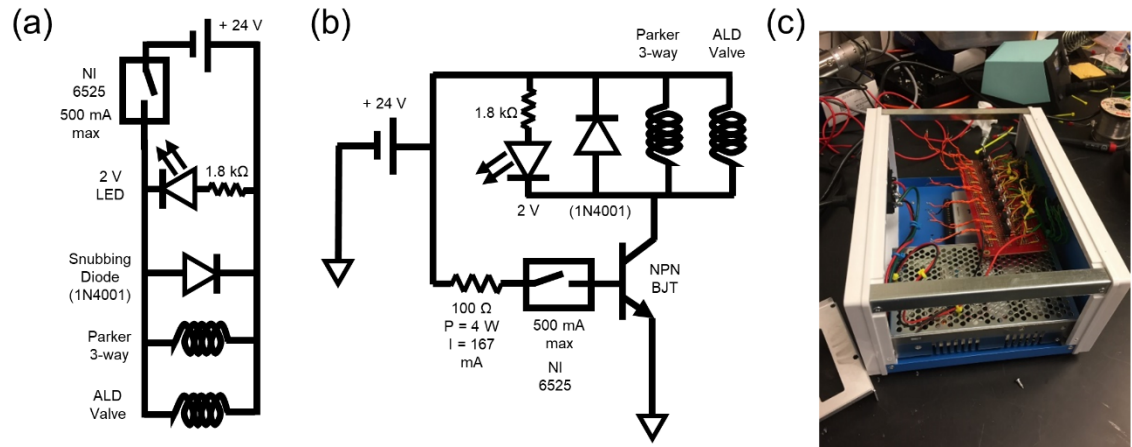 (a)
+ 24 V
NI
6525
500 mA
max
2 V
LED
1.8 kΩ
Snubbing
Diode
(1N4001)
Parker
3-way
ALD
Valve
(b)
+ 24 V
Parker
3-way
ALD
Valve
1.8 kΩ
2 V
(1N4001)
100 Ω
P = 4 W
I = 167
mA
500 mA
max
NI
6525
NPN
BJT
(c)